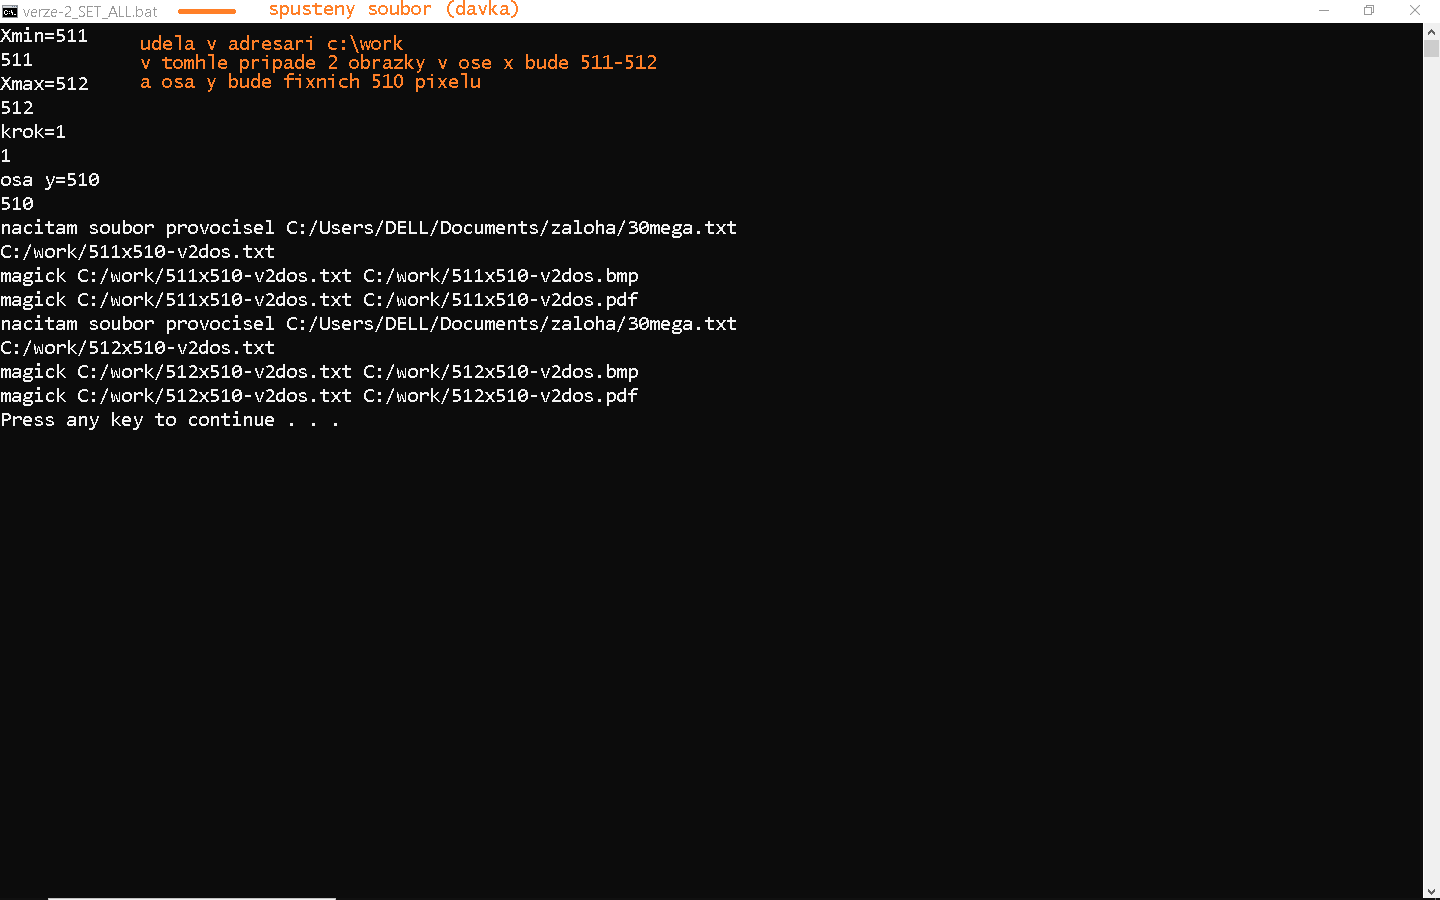 verze-2_SET_ALL.bat spusteny soubor (davka)
Xmin=511
udela v adresari c:\work
511
v tomhle pripade 2 obrazky v ose x bude 511-512
Xmax=512
a osa y bude fixnich 510 pixelu
512
krok=1
1
osa y=510
510
nacitam soubor provocisel C:/Users/DELL/Documents/zaloha/30mega.txt
C:/work/511x510-v2dos.txt
magick C:/work/511x510-v2dos.txt C:/work/511x510-v2dos.bmp
magick C:/work/511x510-v2dos.txt C:/work/511x510-v2dos.pdf
nacitam soubor provocisel C:/Users/DELL/Documents/zaloha/30mega.txt
C:/work/512x510-v2dos.txt
magick C:/work/512x510-v2dos.txt C:/work/512x510-v2dos.bmp
magick C:/work/512x510-v2dos.txt C:/work/512x510-v2dos.pdf
Press any key to continue . . .